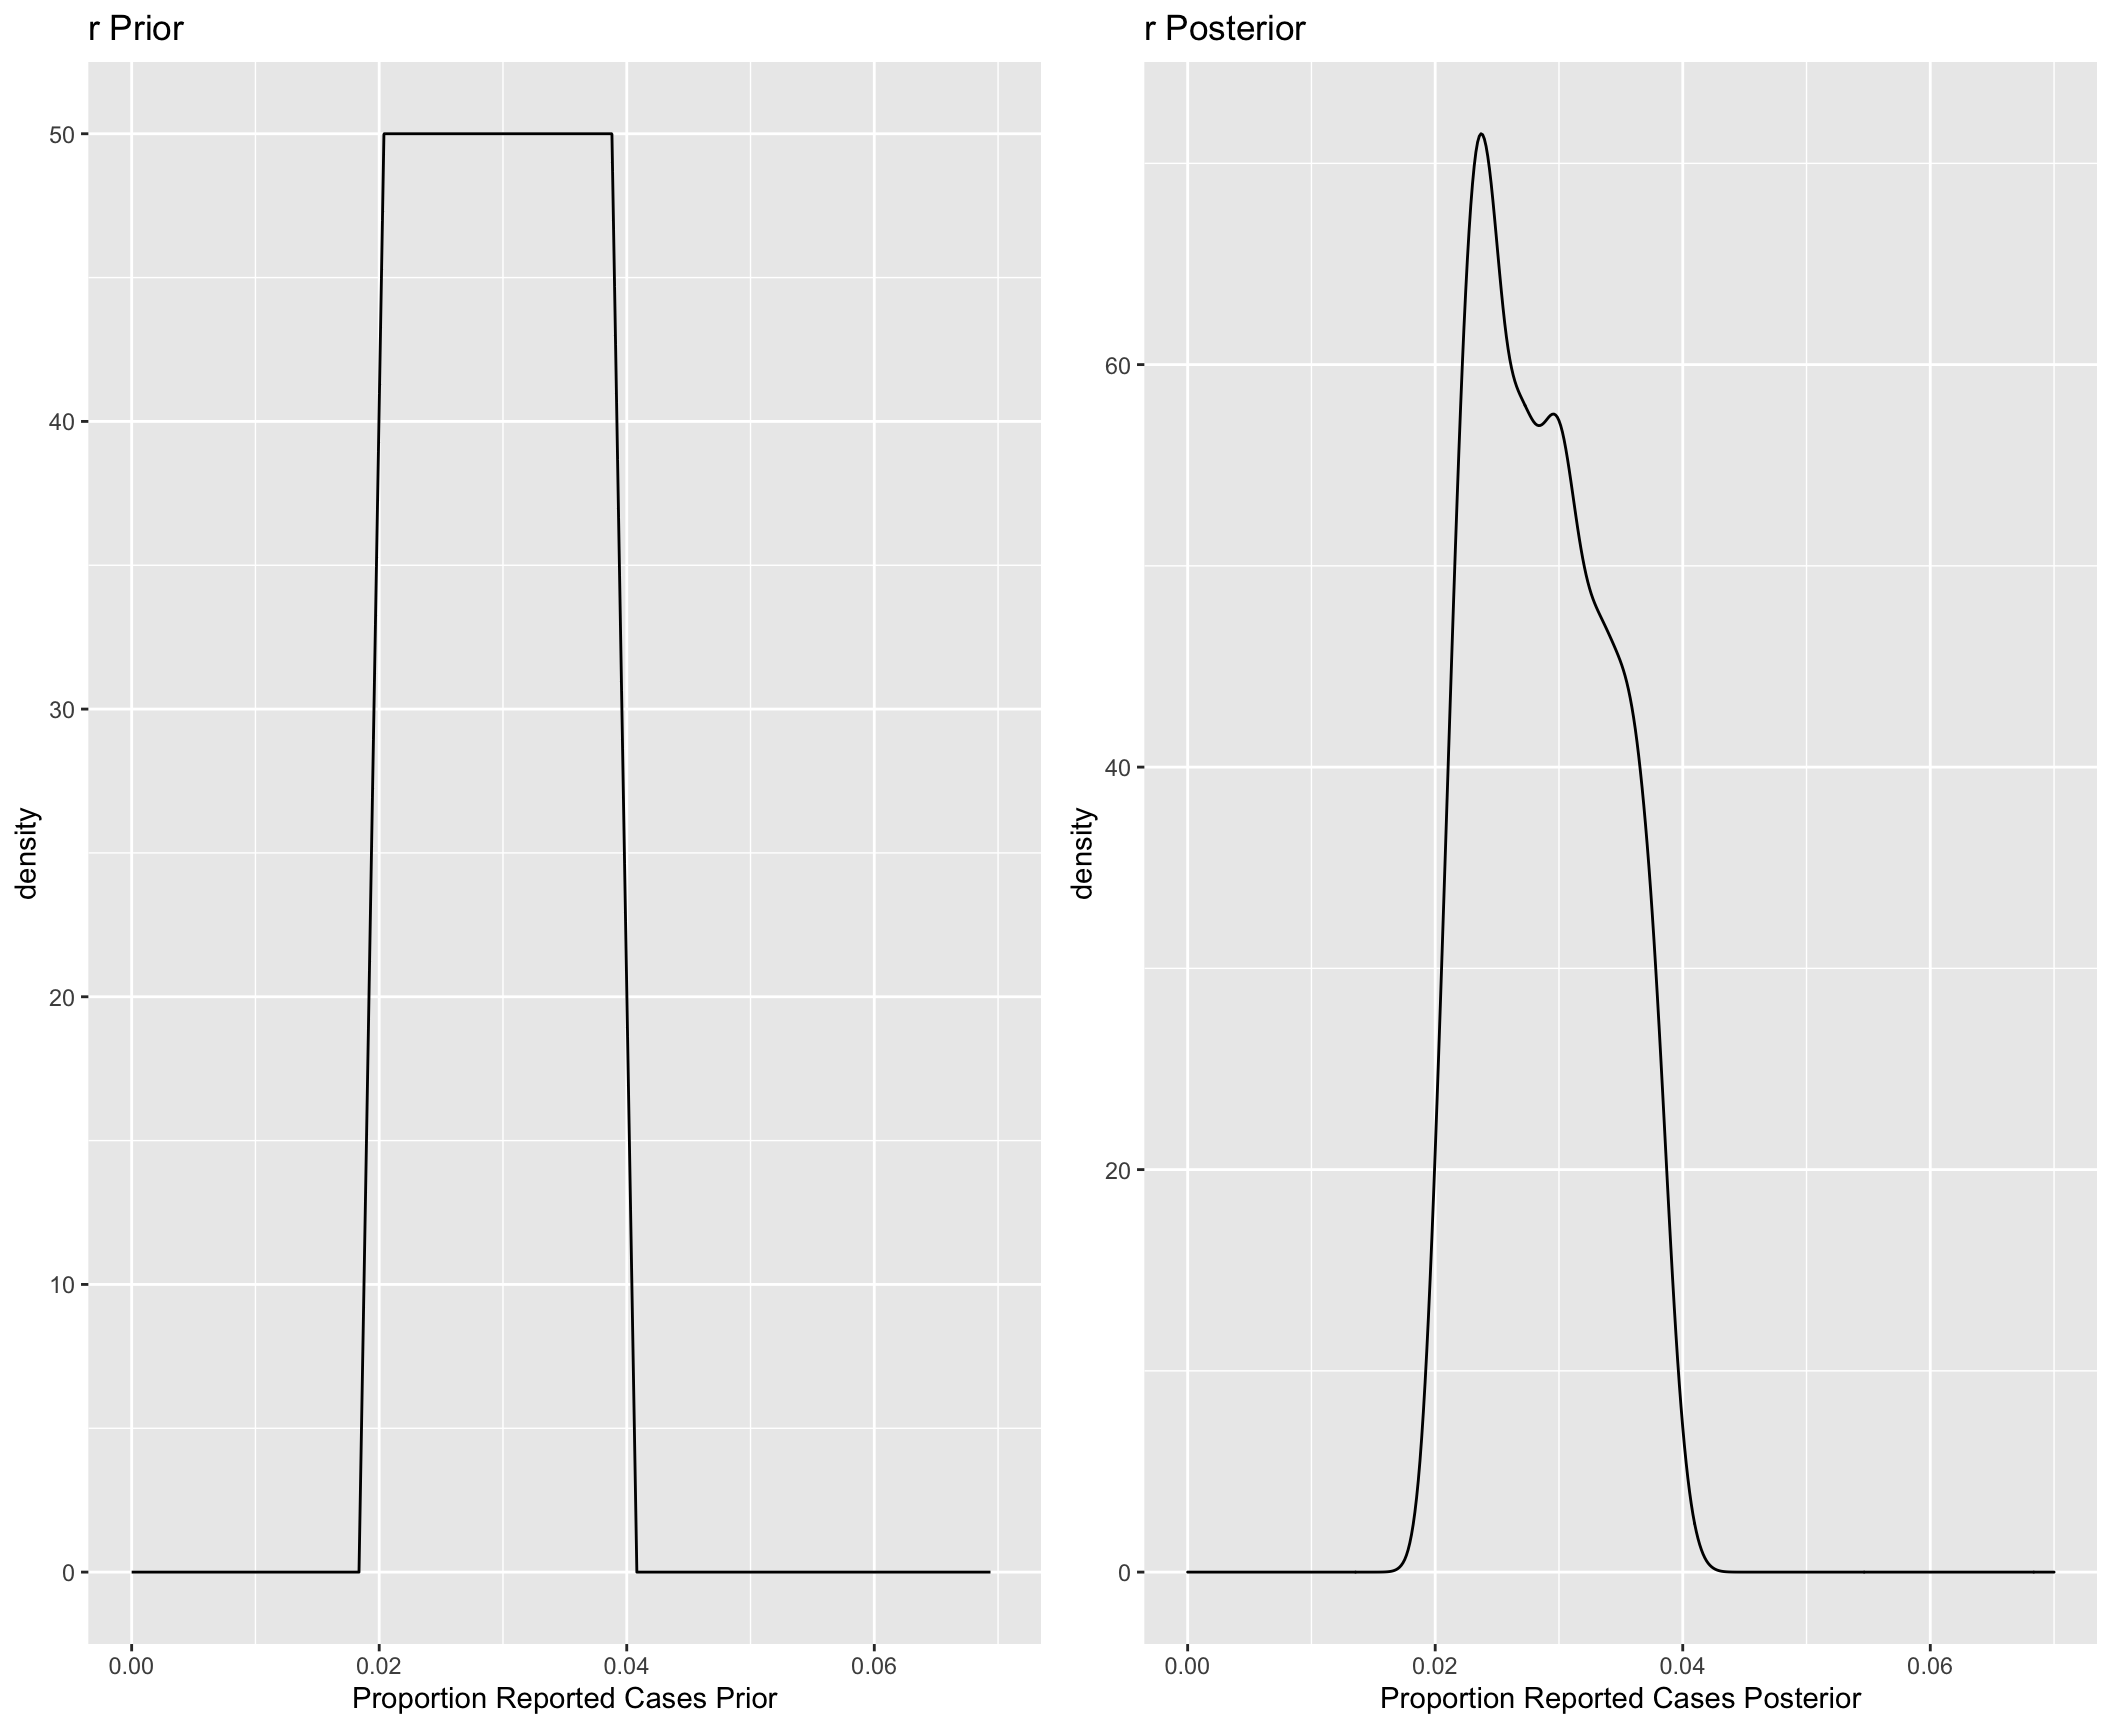 r Prior
50
40
30
20
10
0
density
0.00 0.02 0.04 0.06
Proportion Reported Cases Prior
r Posterior
60
40
20
0
density
0.00 0.02 0.04 0.06
Proportion Reported Cases Posterior